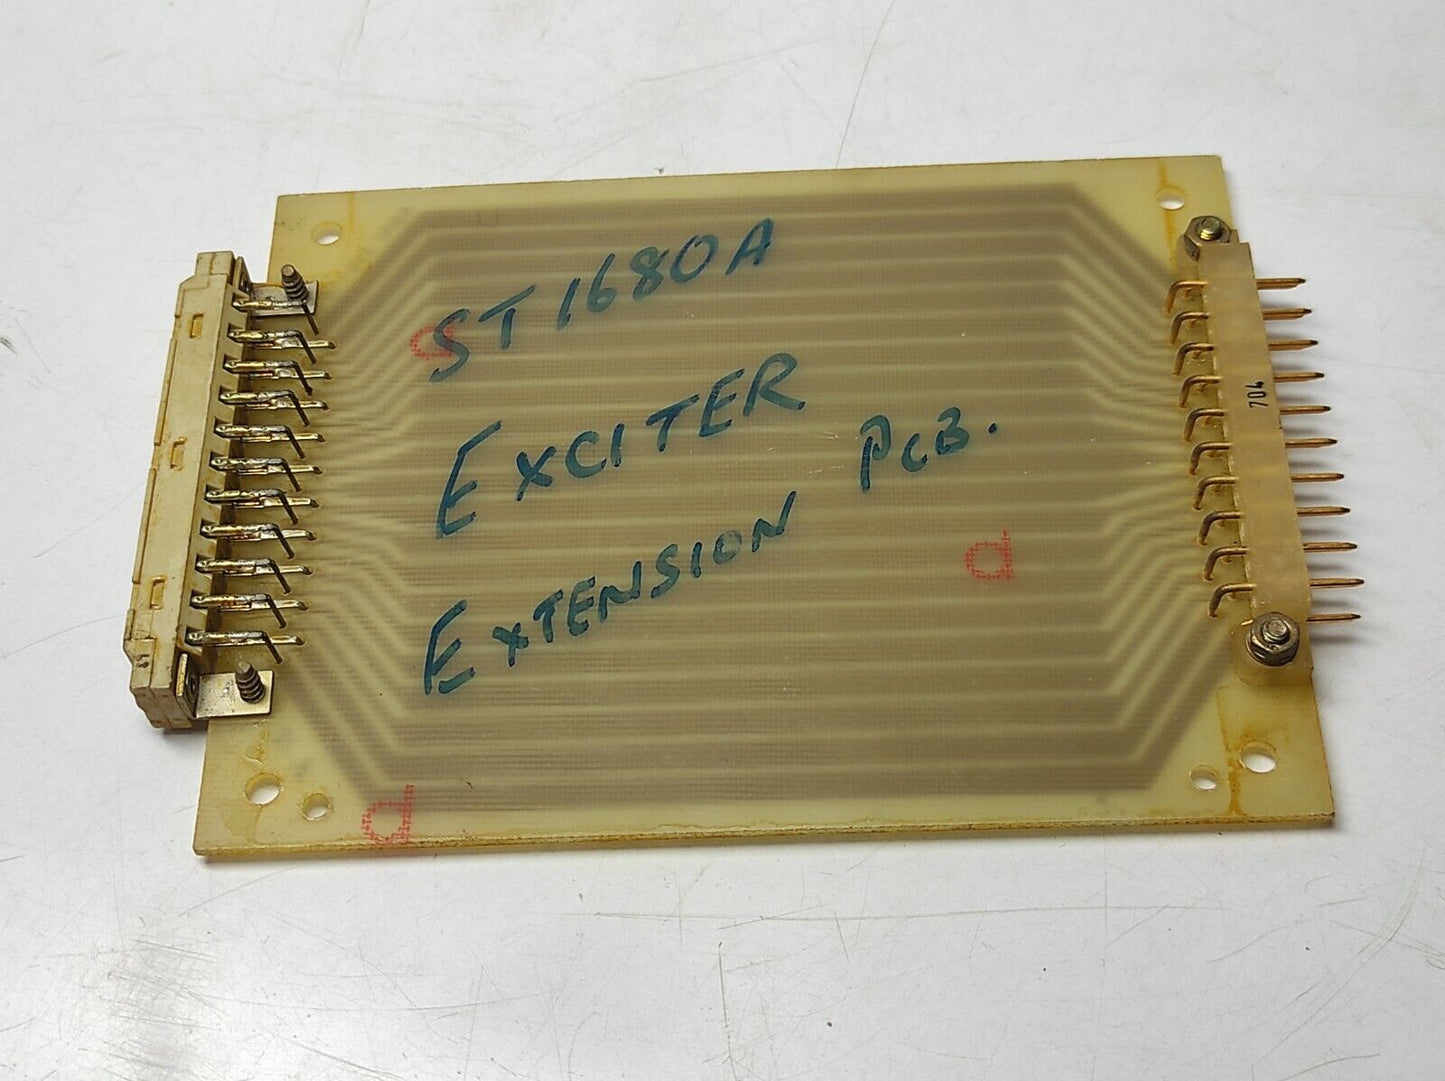 ST1680A
EXCITER
EXTENSION PCB.
704